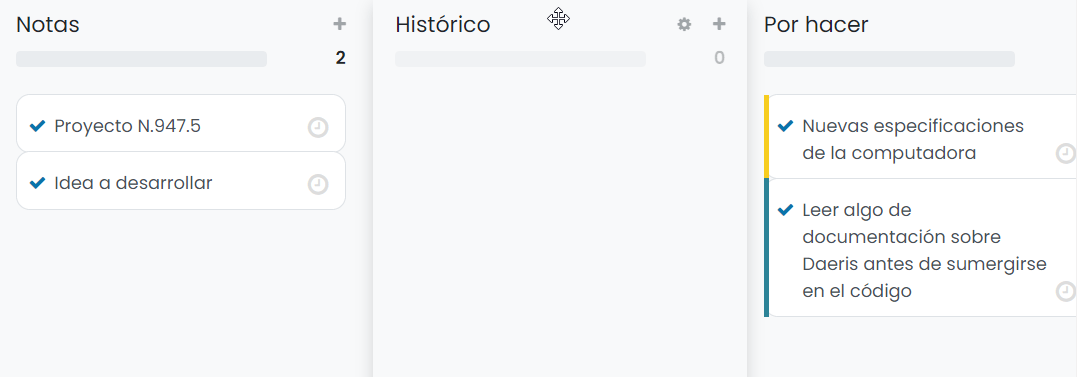 Notas
2
Proyecto N.947.5
Idea a desarrollar
Histórico
0
Por hacer
Nuevas especificaciones
de la computadora
Leer algo de
documentación sobre
Daeris antes de sumergirse
en el código